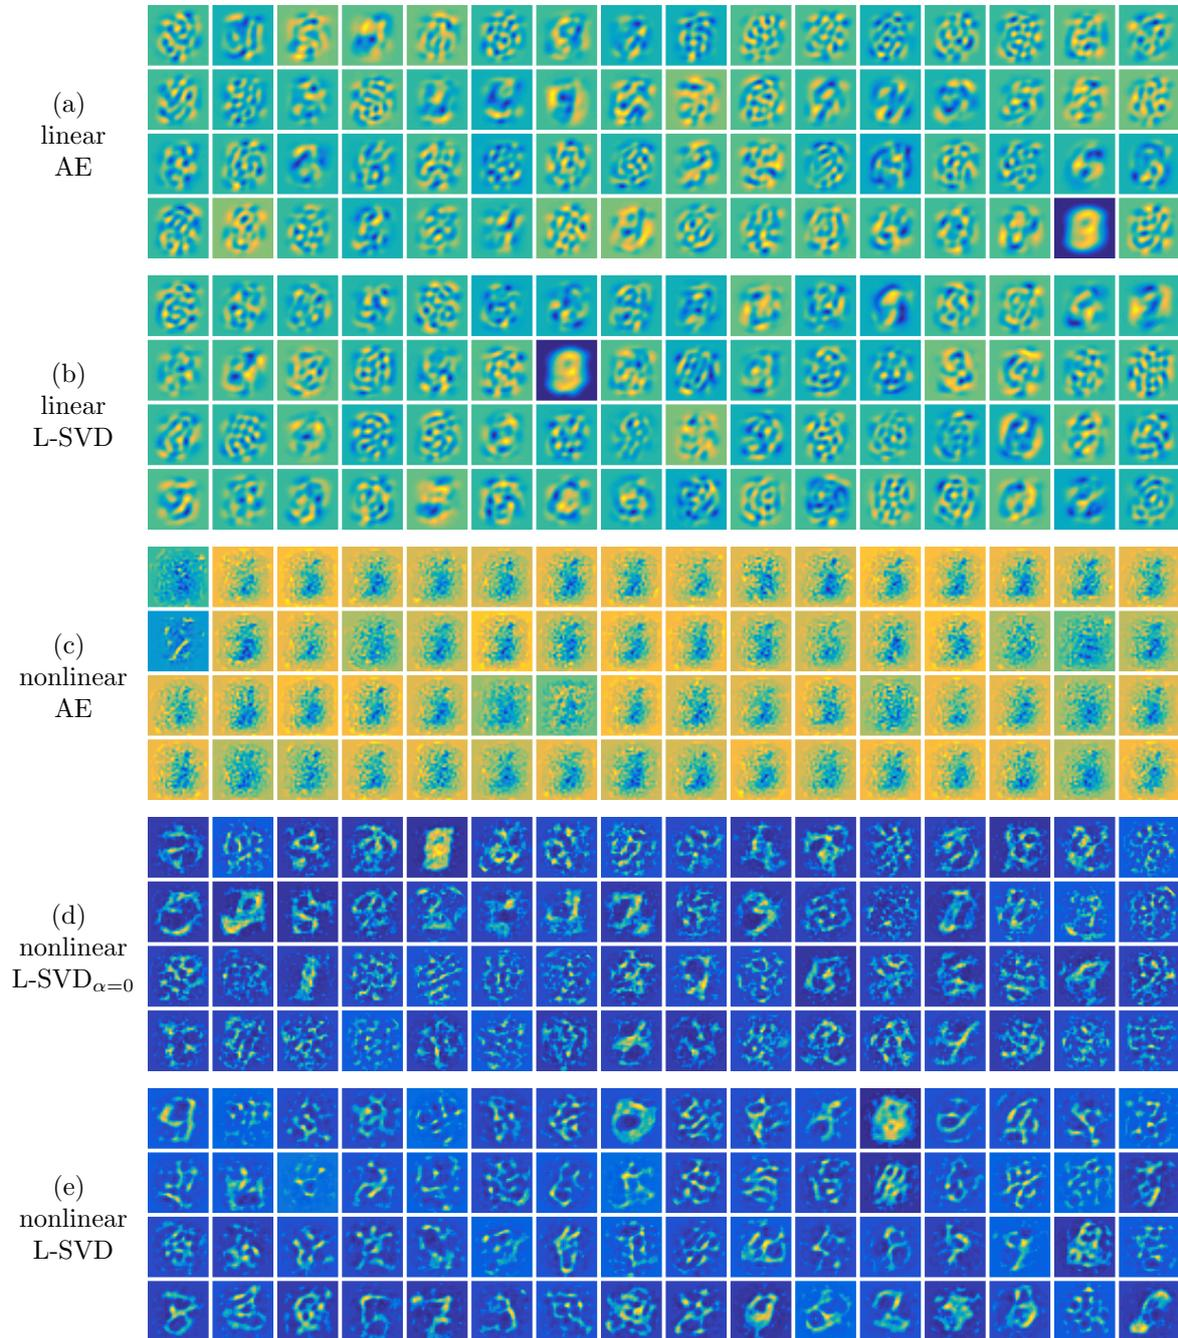 (a)
linear
AE
(b)
linear
L-SVD
(c)
nonlinear
AE
(d)
nonlinear
L-SVDα=0
(e)
nonlinear
L-SVD